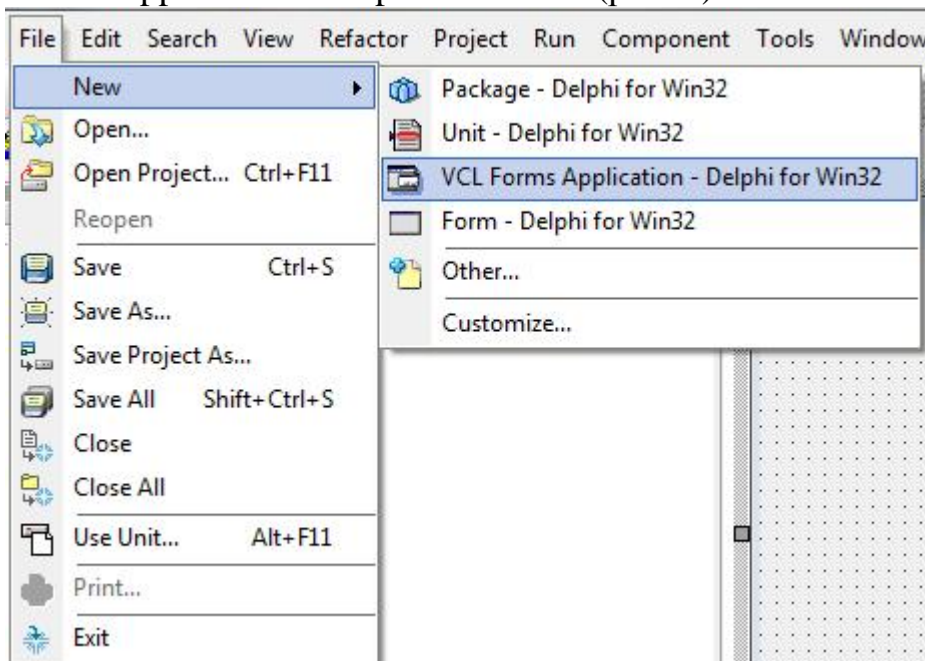 File Edit Search View Refactor Project Run Component Tools Window
New
Open...
Open Project... Ctrl+F11
Reopen
Save Ctrl+S
Save As...
Save Project As...
Save All Shift+Ctrl+S
Close
Close All
Use Unit... Alt+F11
Print...
Exit
Package - Delphi for Win32
Unit - Delphi for Win32
VCL Forms Application - Delphi for Win32
Form - Delphi for Win32
Other...
Customize...